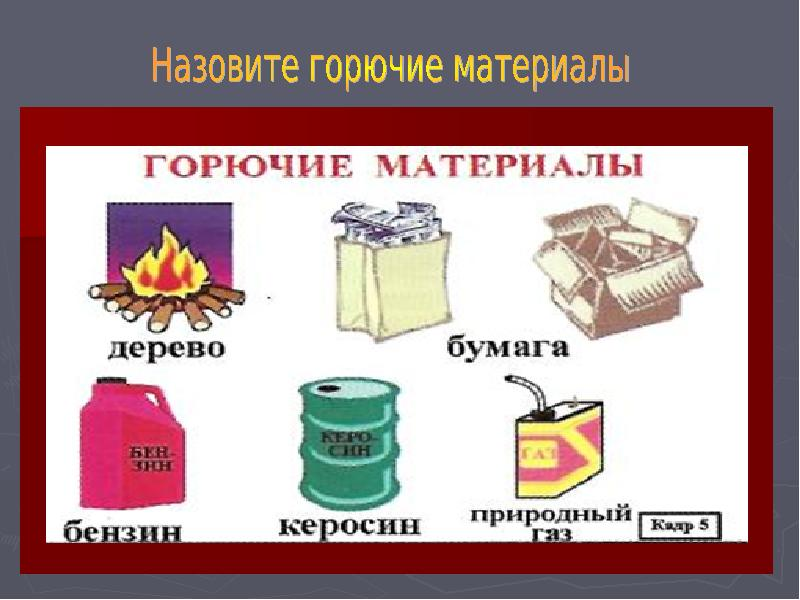 Назовите горючие материалы
ГОРЮЧИЕ МАТЕРИАЛЫ
дерево
бумага
БЕН-
ЗИН
КЕРО-
СИН
ГАЗ
бензин
керосин
природный
газ
Кадр 5